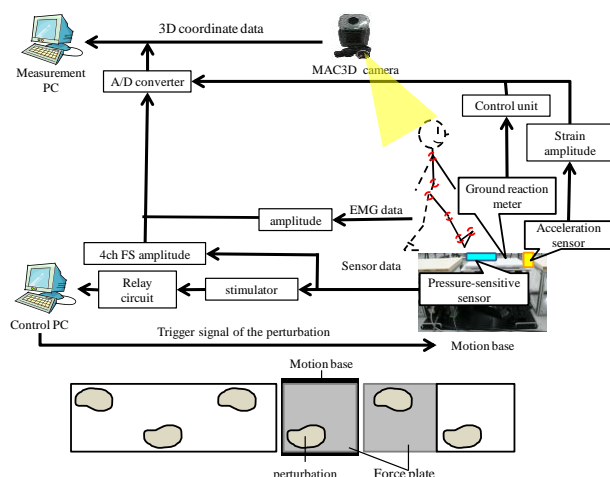 3D coordinate data
Measurement
PC
A/D converter
MAC3D camera
Control unit
Strain
amplitude
Ground reaction
meter
Acceleration
sensor
EMG data
amplitude
4ch FS amplitude
Sensor data
Relay
circuit
stimulator
Pressure-sensitive
sensor
Control PC
Trigger signal of the perturbation
Motion base
Motion base
perturbation
Force plate